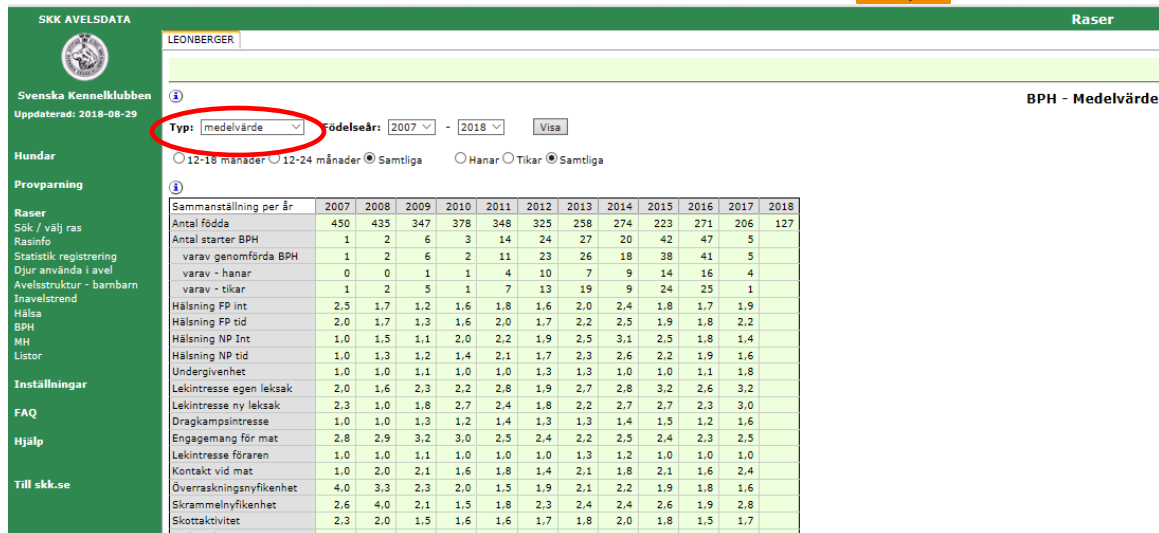 SKK AVELSDATA
Raser
LEONBERGER
Svenska Kennelklubben
Uppdaterad: 2018-08-29
BPH - Medelvärde
Typ: medelvärde Födelseår: 2007 - 2018 Visa
12-18 månader 12-24 månader Samtliga Hanar Tikar Samtliga
Hundar
Provparning
Raser
Sök / välj ras
Rasinfo
Statistik registrering
Djur använda i avel
Avelsstruktur - barnbarn
Inavelstrend
Hälsa
BPH
MH
Listor
Inställningar
FAQ
Hjälp
Till skk.se
Sammanställning per år 2007 2008 2009 2010 2011 2012 2013 2014 2015 2016 2017 2018
Antal födda 450 435 347 378 348 325 258 274 223 271 206 127
Antal starter BPH 1 2 6 3 14 24 27 20 42 47 5
varav genomförda BPH 1 2 6 2 11 23 26 18 38 41 5
varav - hanar 0 0 1 1 4 10 7 9 14 16 4
varav - tikar 1 2 5 1 7 13 19 9 24 25 1
Hälsning FP int 2,5 1,7 1,2 1,6 1,8 1,6 2,0 2,4 1,8 1,7 1,9
Hälsning FP tid 2,0 1,7 1,3 1,6 2,0 1,7 2,2 2,5 1,9 1,8 2,2
Hälsning NP Int 1,0 1,5 1,1 2,0 2,2 1,9 2,5 3,1 2,5 1,8 1,4
Hälsning NP tid 1,0 1,3 1,2 1,4 2,1 1,7 2,3 2,6 2,2 1,9 1,6
Undergivenhet 1,0 1,0 1,1 1,0 1,0 1,3 1,3 1,0 1,0 1,1 1,8
Lekintresse egen leksak 2,0 1,6 2,3 2,2 2,8 1,9 2,7 2,8 3,2 2,6 3,2
Lekintresse ny leksak 2,3 1,0 1,8 2,7 2,4 1,8 2,2 2,7 2,7 2,3 3,0
Dragkampsintresse 1,0 1,0 1,3 1,2 1,4 1,3 1,3 1,4 1,5 1,2 1,6
Engagemang för mat 2,8 2,9 3,2 3,0 2,5 2,4 2,2 2,5 2,4 2,3 2,5
Lekintresse föraren 1,0 1,0 1,1 1,0 1,0 1,0 1,3 1,2 1,0 1,0 1,0
Kontakt vid mat 1,0 2,0 2,1 1,6 1,8 1,4 2,1 1,8 2,1 1,6 2,4
Överraskningsnyfikenhet 4,0 3,3 2,3 2,0 1,5 1,9 2,1 2,2 1,9 1,8 1,6
Skrammelnyfikenhet 2,6 4,0 2,1 1,5 1,8 2,3 2,4 2,4 2,6 1,9 2,8
Skottaktivitet 2,3 2,0 1,5 1,6 1,6 1,7 1,8 2,0 1,8 1,5 1,7